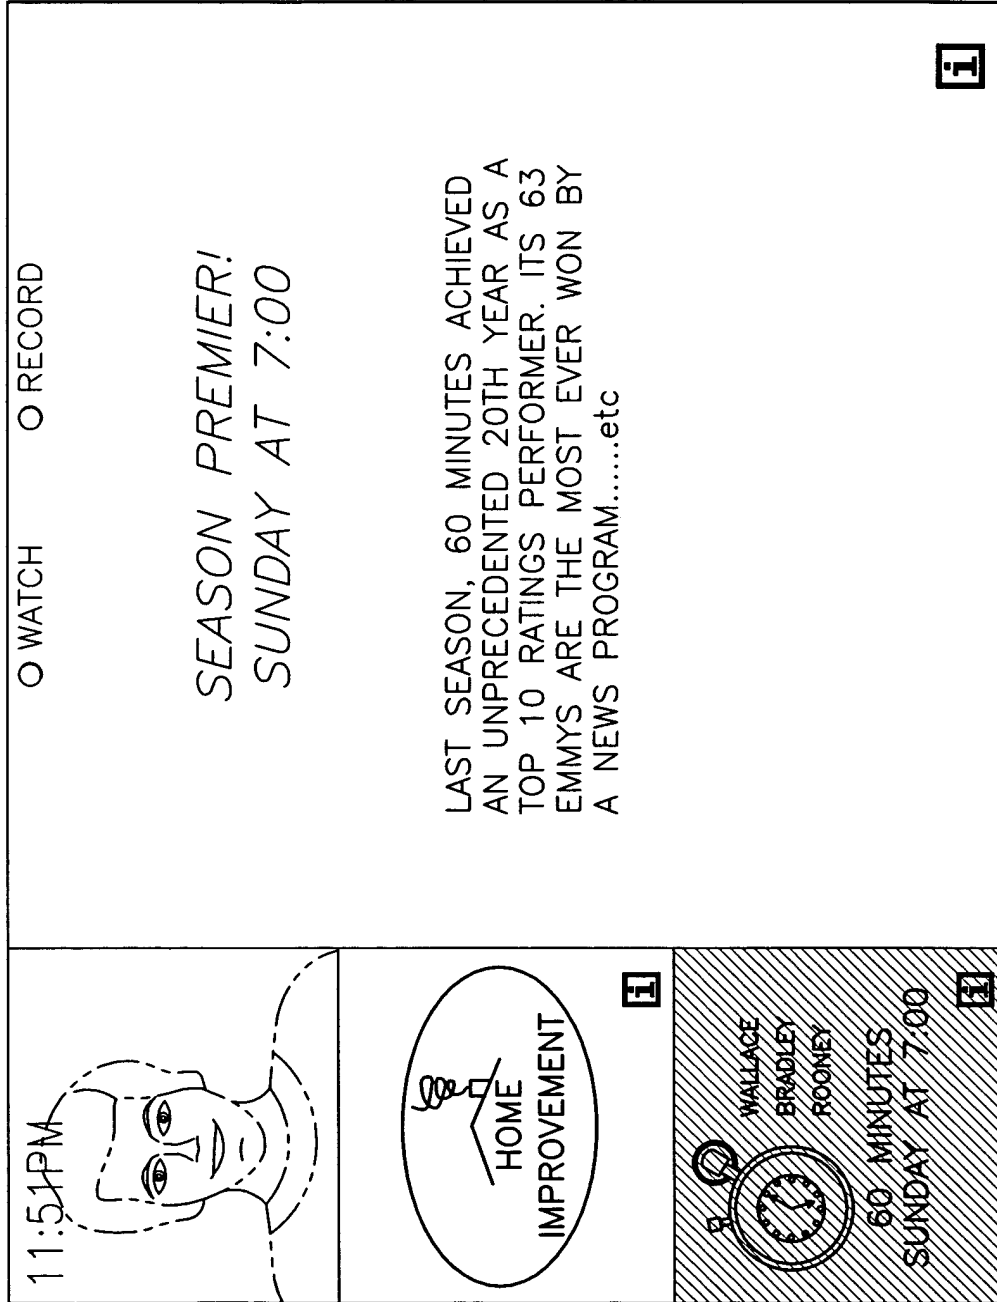 11:51PM
HOME
IMPROVEMENT
i
WALLACE
BRADLEY
ROONEY
60 MINUTES
SUNDAY AT 7:00
i
O WATCH
O RECORD
SEASON PREMIER!
SUNDAY AT 7:00
LAST SEASON, 60 MINUTES ACHIEVED
AN UNPRECEDENTED 20TH YEAR AS A
TOP 10 RATINGS PERFORMER. ITS 63
EMMYS ARE THE MOST EVER WON BY
A NEWS PROGRAM......etc
i